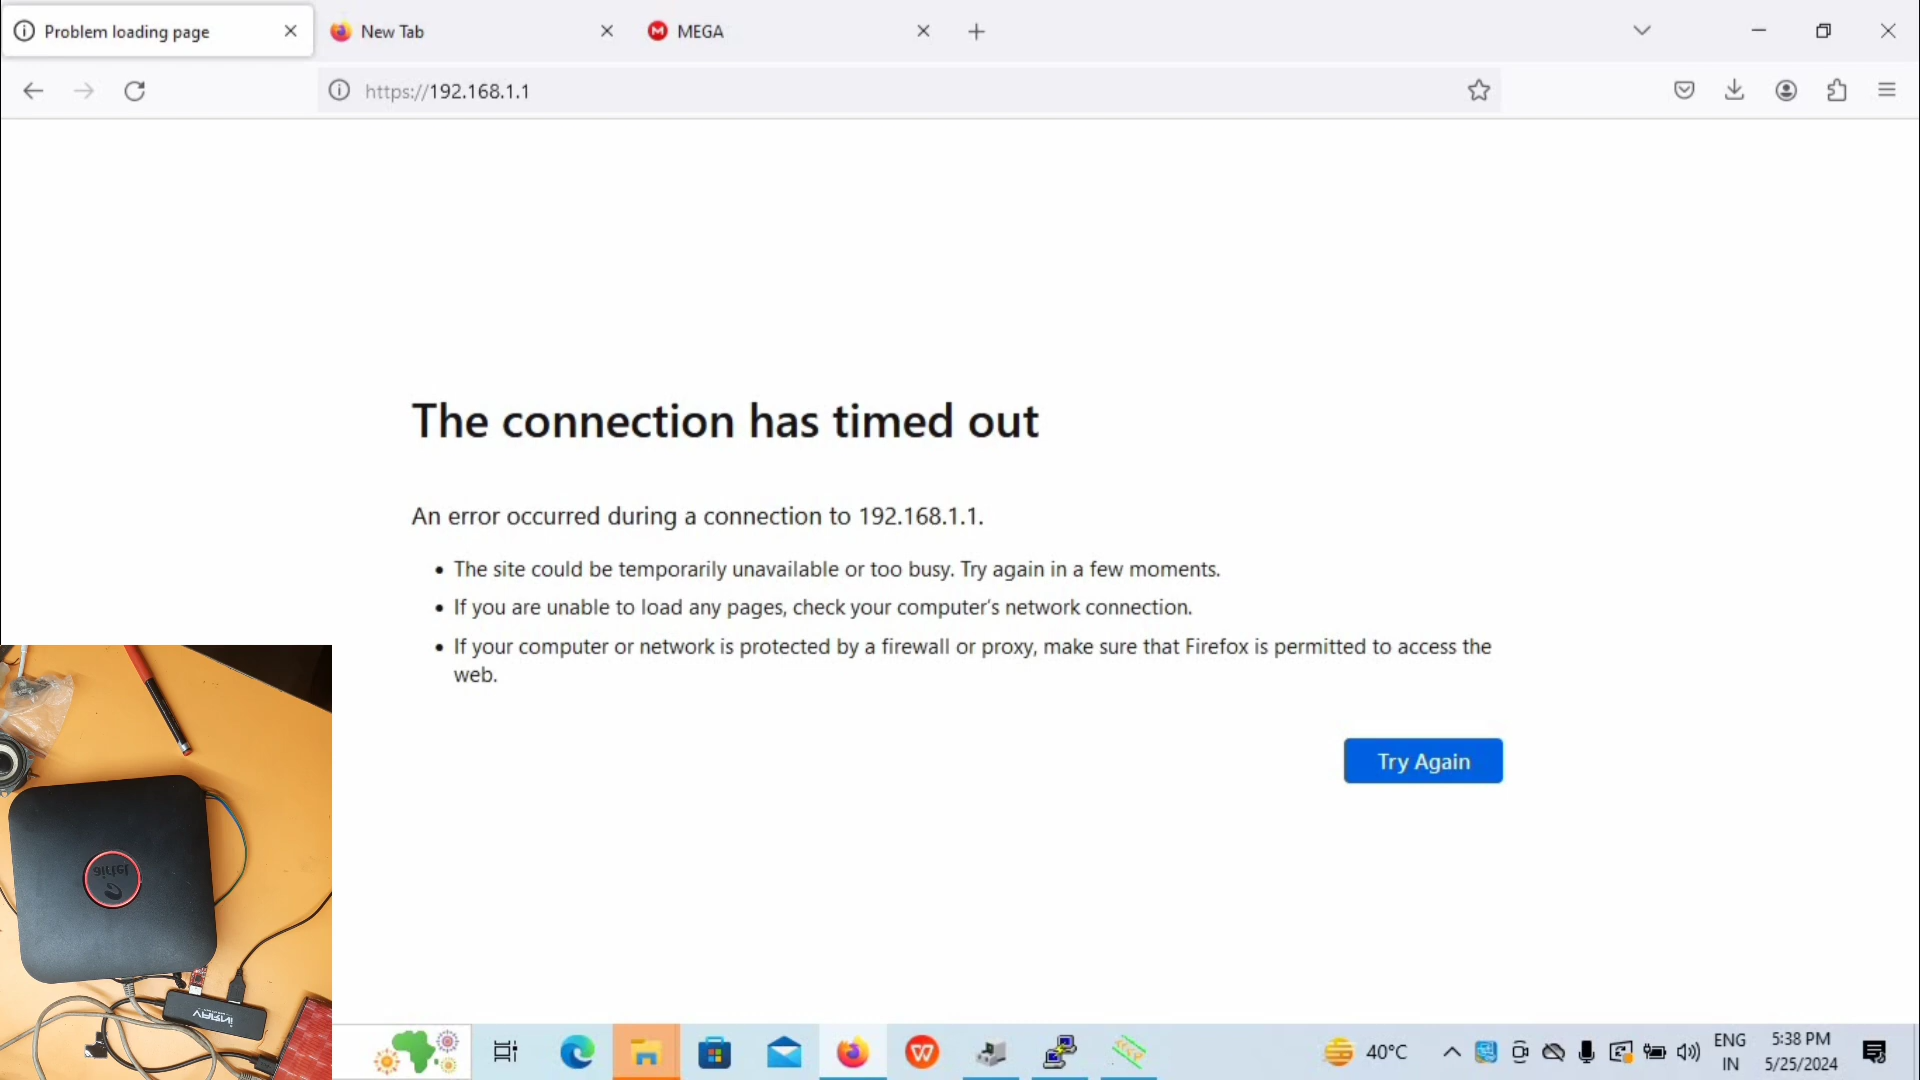 Problem loading page
New Tab
MEGA
https://192.168.1.1
The connection has timed out
An error occurred during a connection to 192.168.1.1.
The site could be temporarily unavailable or too busy. Try again in a few moments.
If you are unable to load any pages, check your computer's network connection.
If your computer or network is protected by a firewall or proxy, make sure that Firefox is permitted to access the
web.
Try Again
airtel
40°C
ENG
IN
5:38 PM
5/25/2024